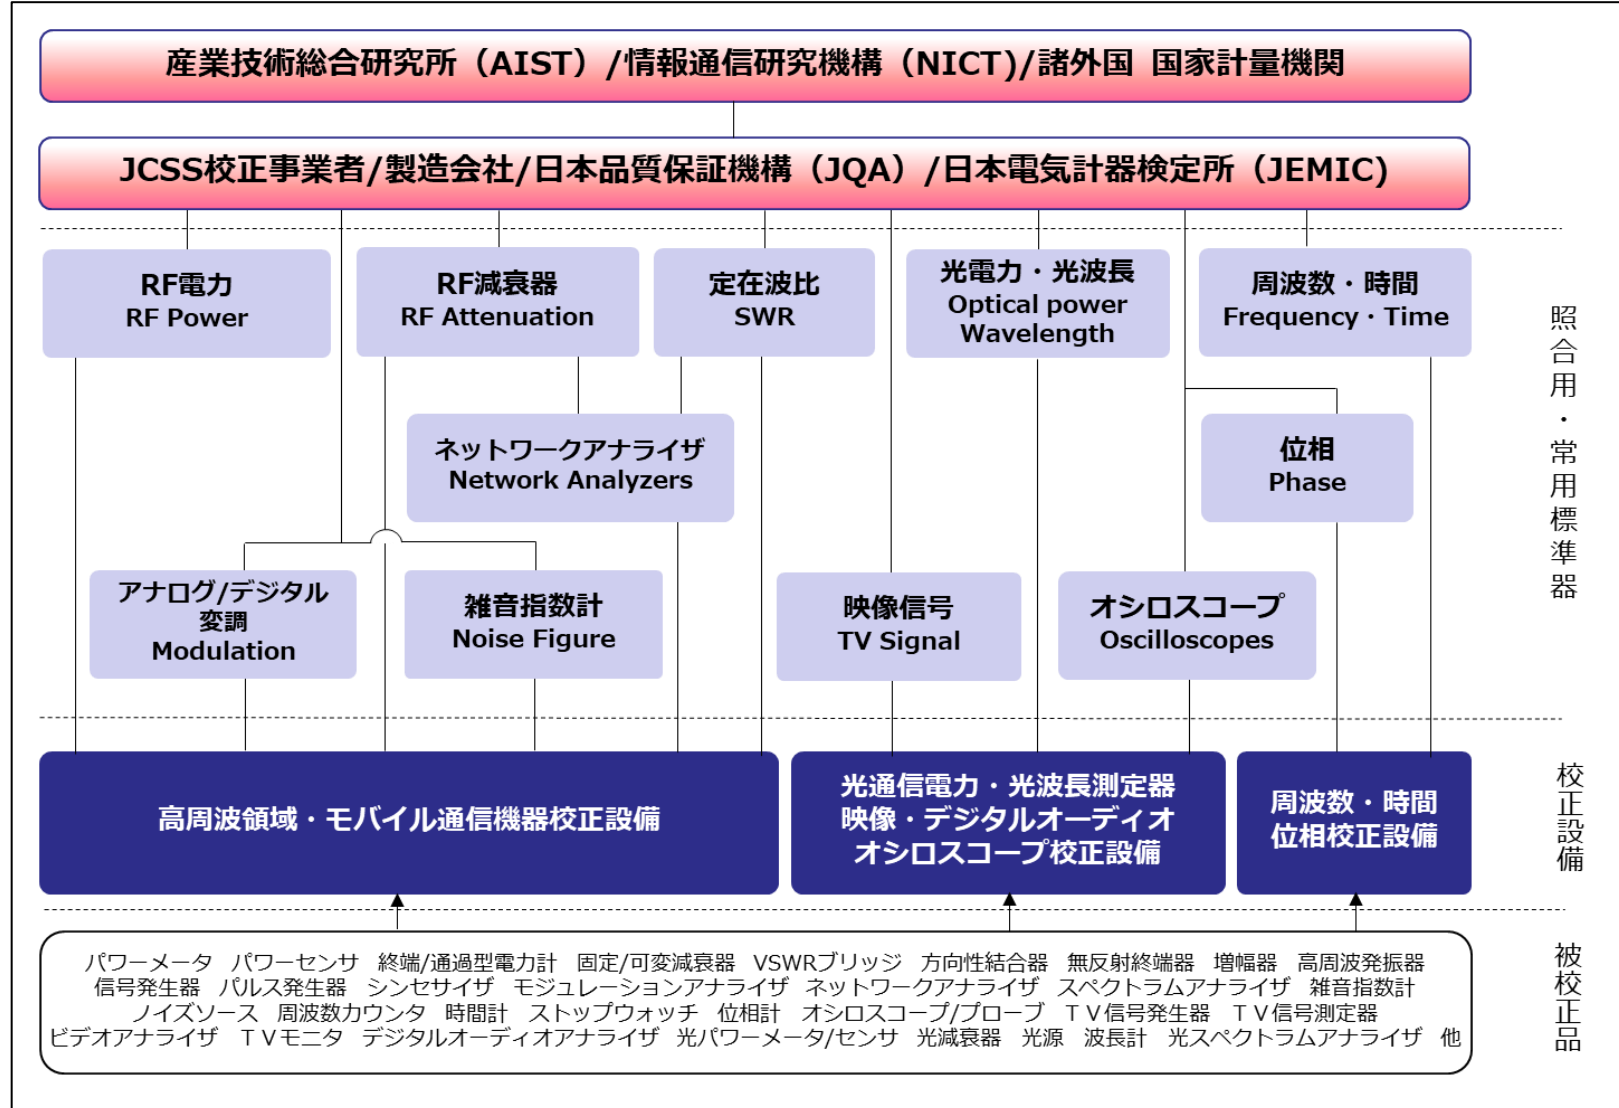 産業技術総合研究所（AIST）/情報通信研究機構（NICT)/諸外国 国家計量機関
JCSS校正事業者/製造会社/日本品質保証機構（JQA）/日本電気計器検定所（JEMIC)
RF電力
RF Power
RF減衰器
RF Attenuation
定在波比
SWR
光電力・光波長
Optical power
Wavelength
周波数・時間
Frequency・Time
照合用・常用標準器
ネットワークアナライザ
Network Analyzers
位相
Phase
アナログ/デジタル
変調
Modulation
雑音指数計
Noise Figure
映像信号
TV Signal
オシロスコープ
Oscilloscopes
高周波領域・モバイル通信機器校正設備
光通信電力・光波長測定器
映像・デジタルオーディオ
オシロスコープ校正設備
周波数・時間
位相校正設備
校正設備
パワーメータ パワーセンサ 終端/通過型電力計 固定/可変減衰器 VSWRブリッジ 方向性結合器 無反射終端器 増幅器 高周波発振器
信号発生器 パルス発生器 シンセサイザ モジュレーションアナライザ ネットワークアナライザ スペクトラムアナライザ 雑音指数計
ノイズソース 周波数カウンタ 時間計 ストップウォッチ 位相計 オシロスコープ/プローブ ＴＶ信号発生器 ＴＶ信号測定器
ビデオアナライザ ＴＶモニタ デジタルオーディオアナライザ 光パワーメータ/センサ 光減衰器 光源 波長計 光スペクトラムアナライザ 他
被校正品